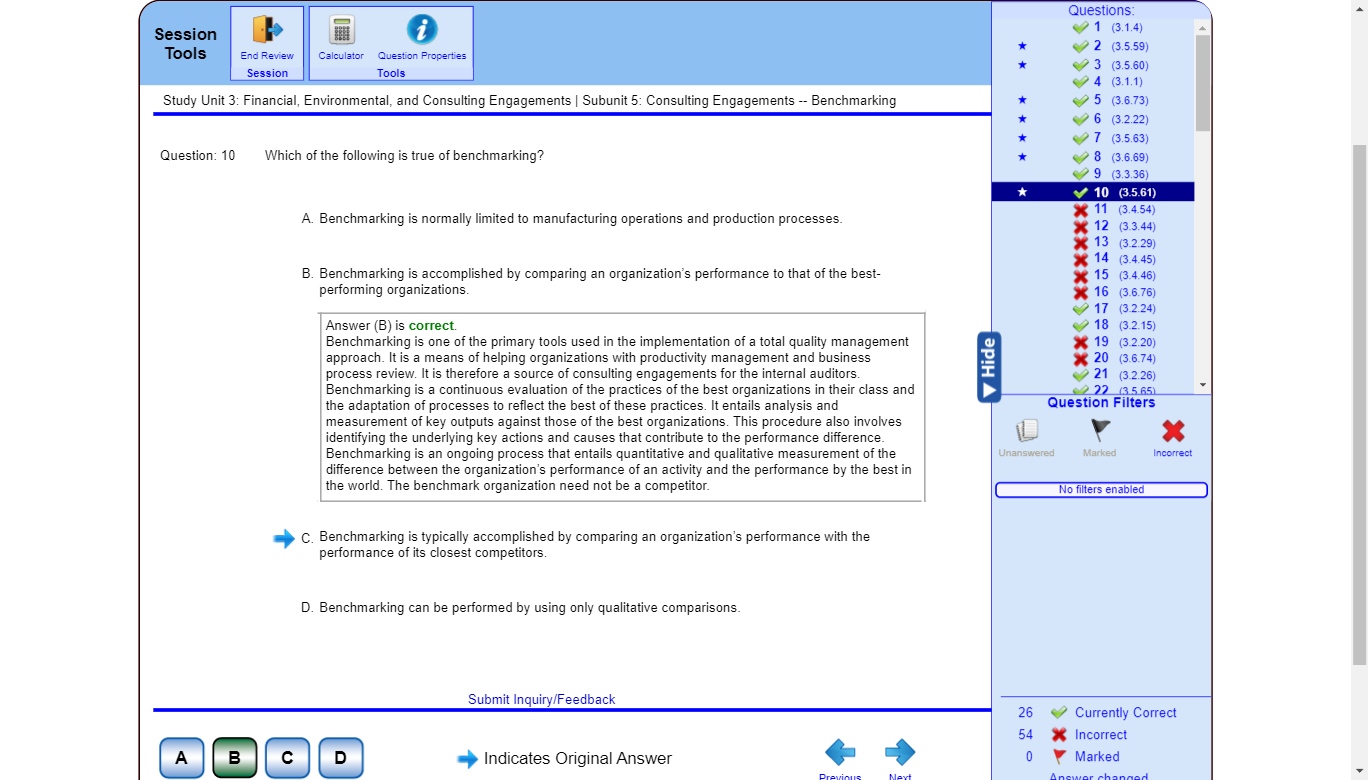 Session
Tools
End Review
Session
Calculator
Question Properties
Tools
Study Unit 3: Financial, Environmental, and Consulting Engagements | Subunit 5: Consulting Engagements -- Benchmarking
Question: 10 Which of the following is true of benchmarking?
A. Benchmarking is normally limited to manufacturing operations and production processes.
B. Benchmarking is accomplished by comparing an organization's performance to that of the best-
performing organizations.
Answer (B) is correct.
Benchmarking is one of the primary tools used in the implementation of a total quality management
approach. It is a means of helping organizations with productivity management and business
process review. It is therefore a source of consulting engagements for the internal auditors.
Benchmarking is a continuous evaluation of the practices of the best organizations in their class and
the adaptation of processes to reflect the best of these practices. It entails analysis and
measurement of key outputs against those of the best organizations. This procedure also involves
identifying the underlying key actions and causes that contribute to the performance difference.
Benchmarking is an ongoing process that entails quantitative and qualitative measurement of the
difference between the organization's performance of an activity and the performance by the best in
the world. The benchmark organization need not be a competitor.
C. Benchmarking is typically accomplished by comparing an organization's performance with the
performance of its closest competitors.
D. Benchmarking can be performed by using only qualitative comparisons.
Submit Inquiry/Feedback
A B C D
Indicates Original Answer
Previous
Next
Questions:
1 (3.1.4)
2 (3.5.59)
3 (3.5.60)
4 (3.1.1)
5 (3.6.73)
6 (3.2.22)
7 (3.5.63)
8 (3.6.69)
9 (3.3.36)
10 (3.5.61)
11 (3.4.54)
12 (3.3.44)
13 (3.2.29)
14 (3.4.45)
15 (3.4.46)
16 (3.6.76)
17 (3.2.24)
18 (3.2.15)
19 (3.2.20)
20 (3.6.74)
21 (3.2.26)
22 (3.5.65)
Hide
Question Filters
Unanswered
Marked
Incorrect
No filters enabled
26 Currently Correct
54 Incorrect
0 Marked
Answer changed